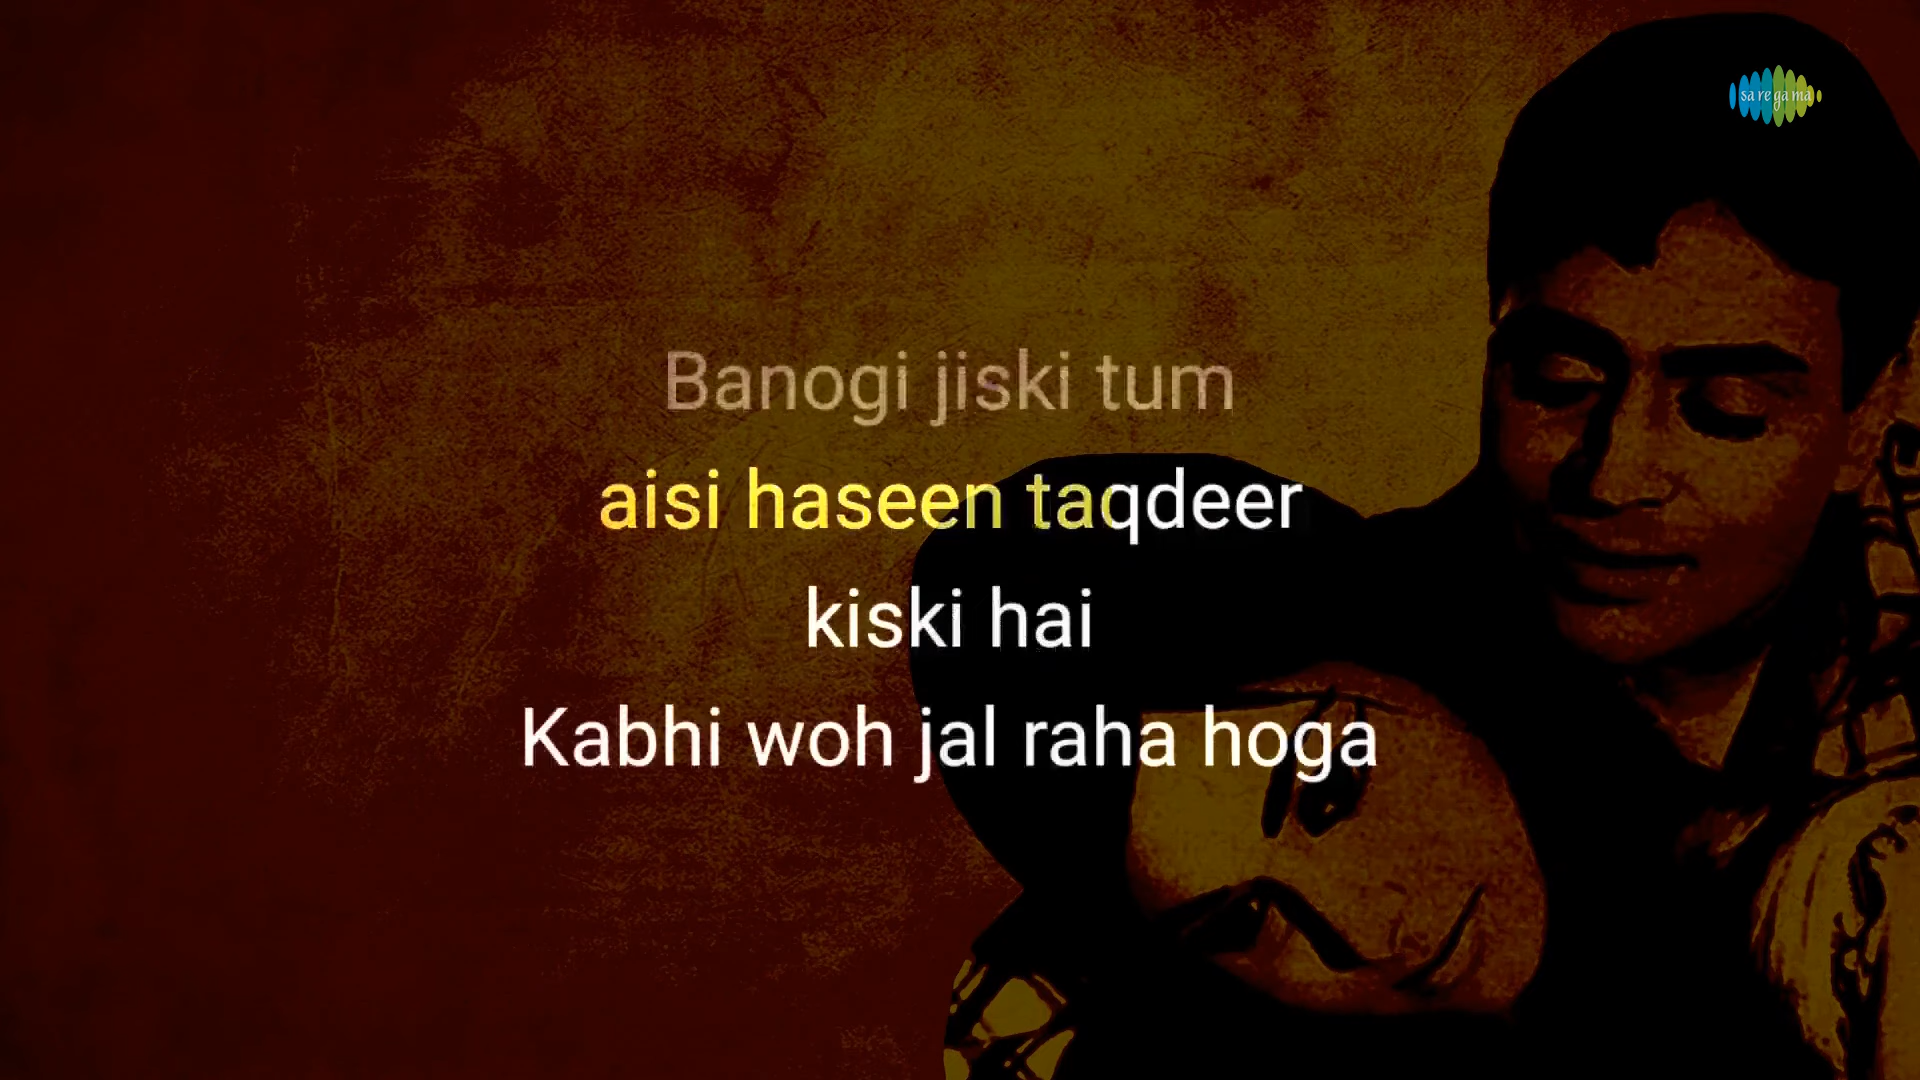 sa re ga ma
Banogi jiski tum
aisi haseen taqdeer
kiski hai
Kabhi woh jal raha hoga